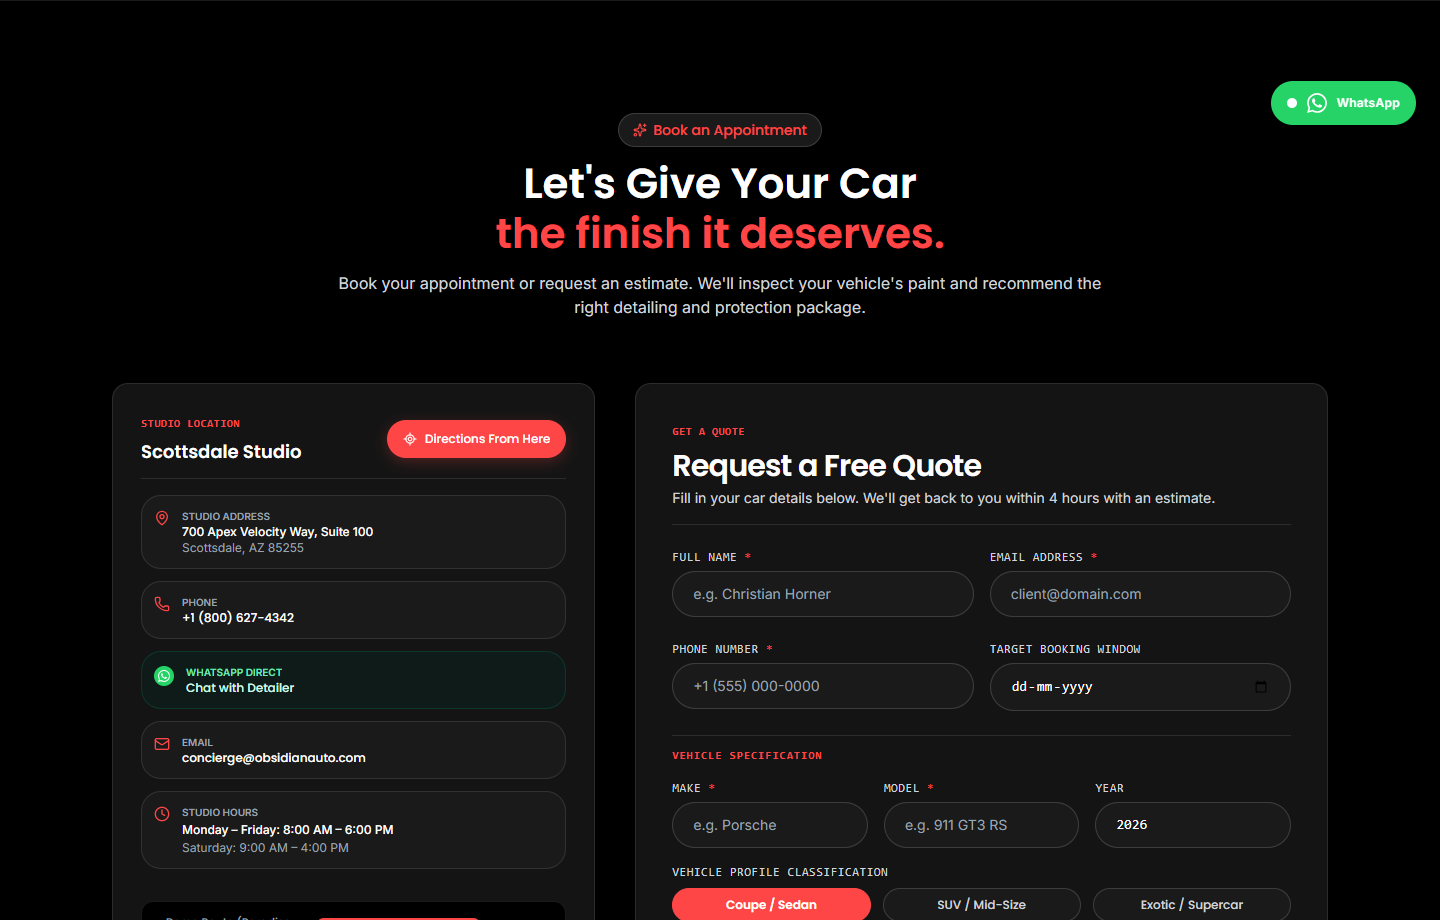 WhatsApp
Book an Appointment
Let's Give Your Car
the finish it deserves.
Book your appointment or request an estimate. We'll inspect your vehicle's paint and recommend the
right detailing and protection package.
STUDIO LOCATION
Scottsdale Studio
Directions From Here
STUDIO ADDRESS
700 Apex Velocity Way, Suite 100
Scottsdale, AZ 85255
PHONE
+1 (800) 627-4342
WHATSAPP DIRECT
Chat with Detailer
EMAIL
concierge@obsidianauto.com
STUDIO HOURS
Monday – Friday: 8:00 AM – 6:00 PM
Saturday: 9:00 AM – 4:00 PM
GET A QUOTE
Request a Free Quote
Fill in your car details below. We'll get back to you within 4 hours with an estimate.
FULL NAME *
EMAIL ADDRESS *
e.g. Christian Horner
client@domain.com
PHONE NUMBER *
TARGET BOOKING WINDOW
+1 (555) 000-0000
dd-mm-yyyy
VEHICLE SPECIFICATION
MAKE *
MODEL *
YEAR
e.g. Porsche
e.g. 911 GT3 RS
2026
VEHICLE PROFILE CLASSIFICATION
Coupe / Sedan
SUV / Mid-Size
Exotic / Supercar